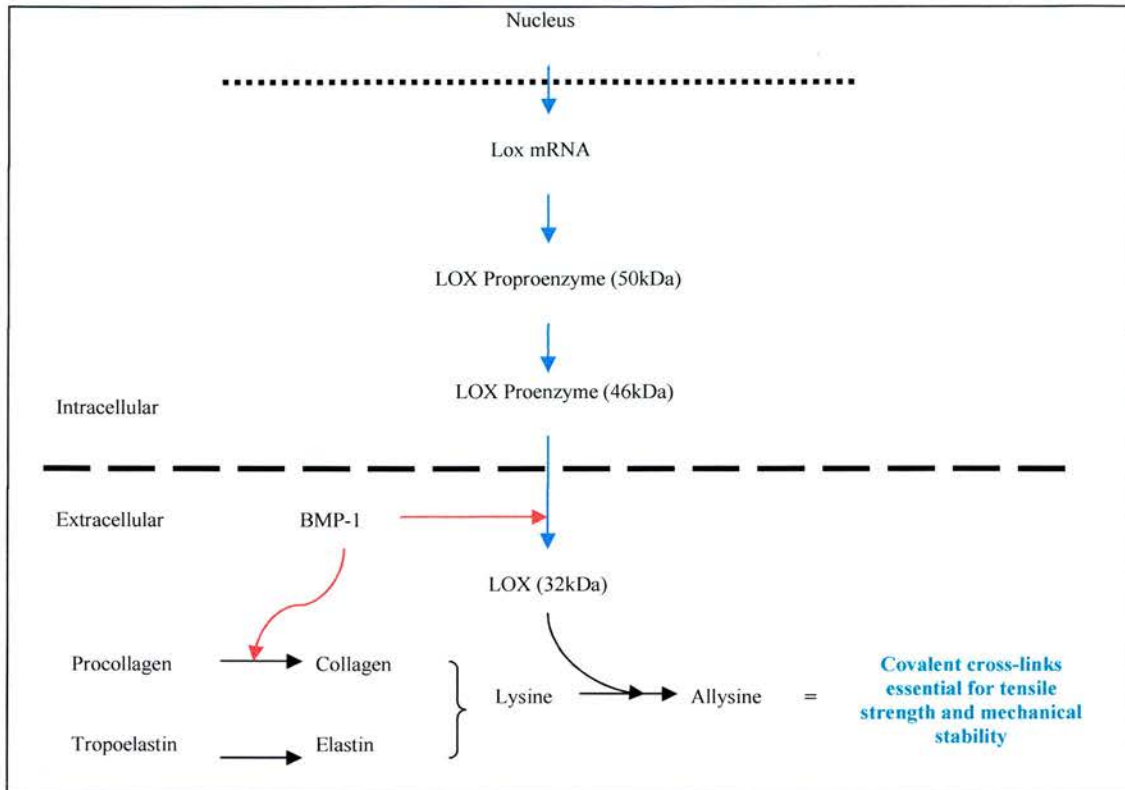 Nucleus
Lox mRNA
LOX Proproenzyme (50kDa)
LOX Proenzyme (46kDa)
Intracellular
Extracellular
BMP-1
LOX (32kDa)
Procollagen
Collagen
Lysine
Allysine
=
Covalent cross-links
essential for tensile
strength and mechanical
stability
Tropoelastin
Elastin